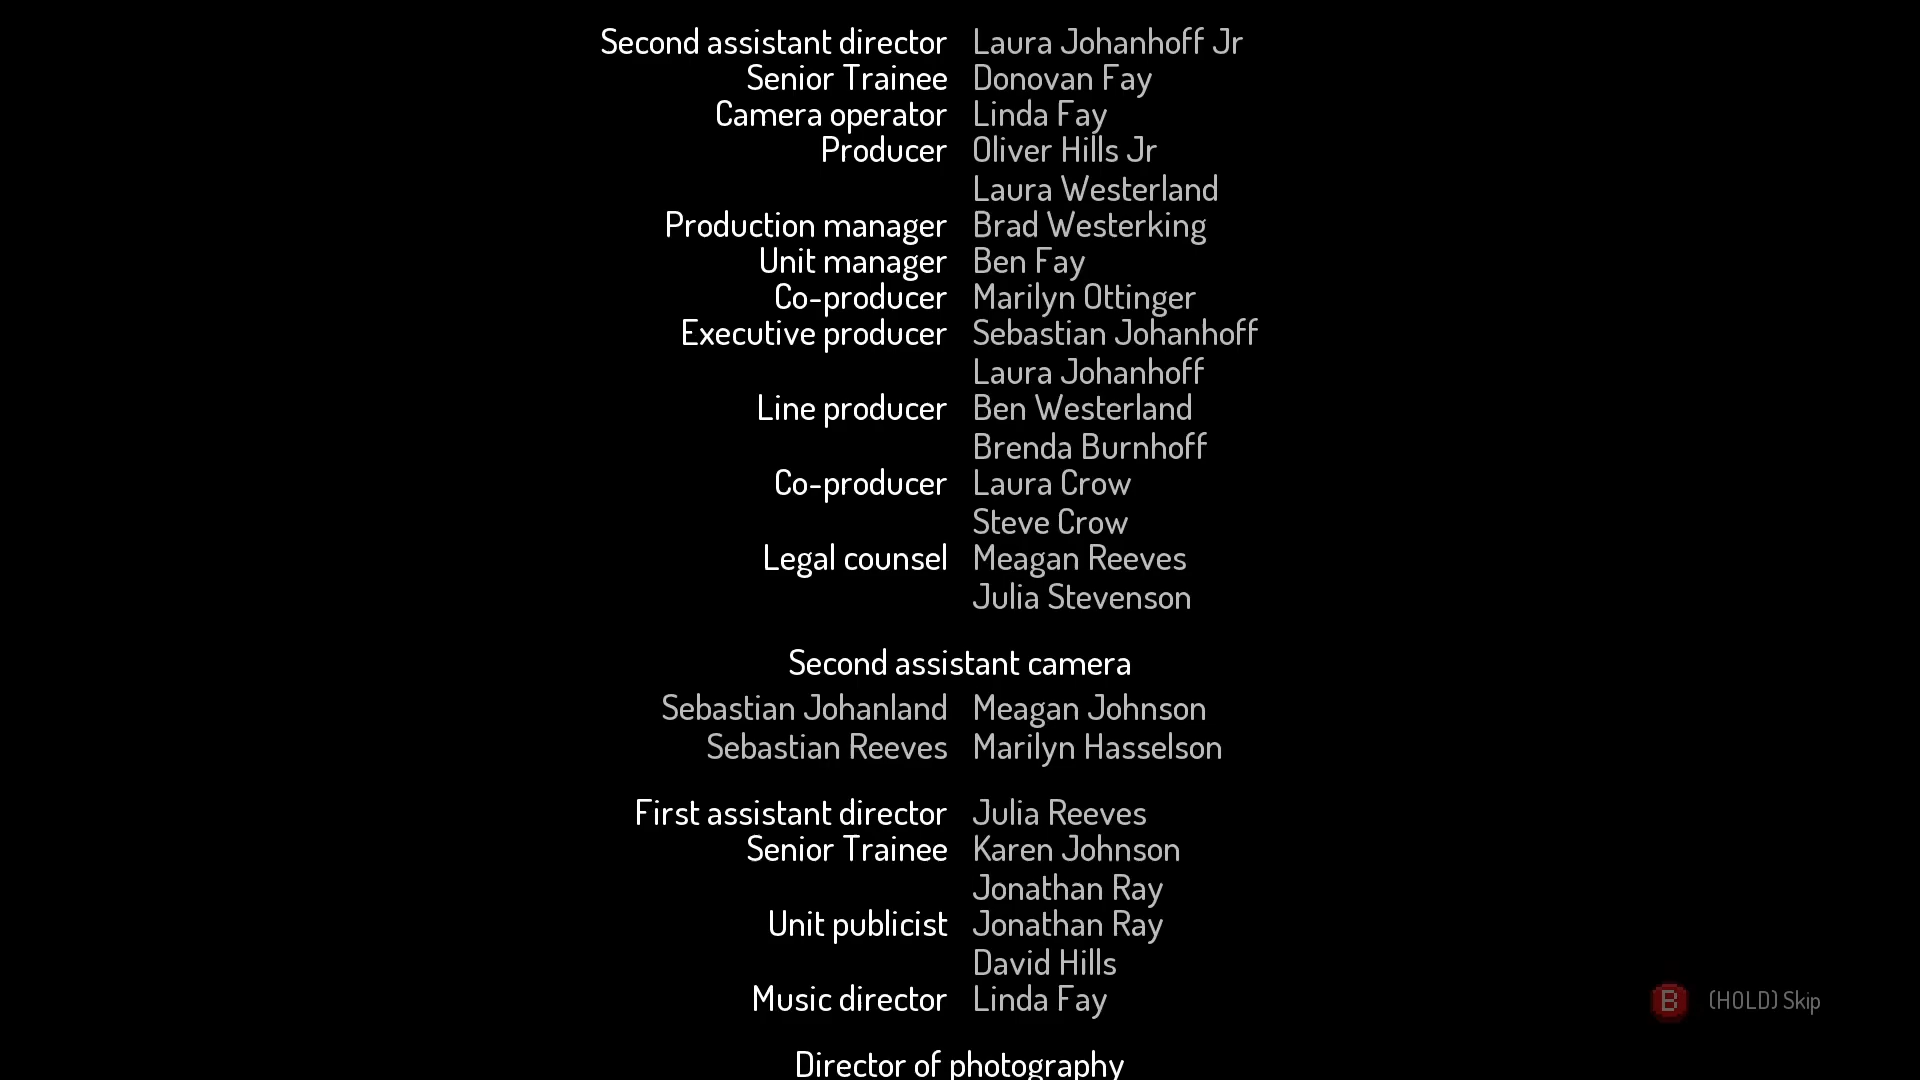 Second assistant director Laura Johanhoff Jr
Senior Trainee Donovan Fay
Camera operator Linda Fay
Producer Oliver Hills Jr
Laura Westerland
Production manager Brad Westerking
Unit manager Ben Fay
Co-producer Marilyn Ottinger
Executive producer Sebastian Johanhoff
Laura Johanhoff
Line producer Ben Westerland
Brenda Burnhoff
Co-producer Laura Crow
Steve Crow
Legal counsel Meagan Reeves
Julia Stevenson
Second assistant camera
Sebastian Johanland Meagan Johnson
Sebastian Reeves Marilyn Hasselson
First assistant director Julia Reeves
Senior Trainee Karen Johnson
Jonathan Ray
Unit publicist Jonathan Ray
David Hills
Music director Linda Fay
B (HOLD) Skip
Director of photography